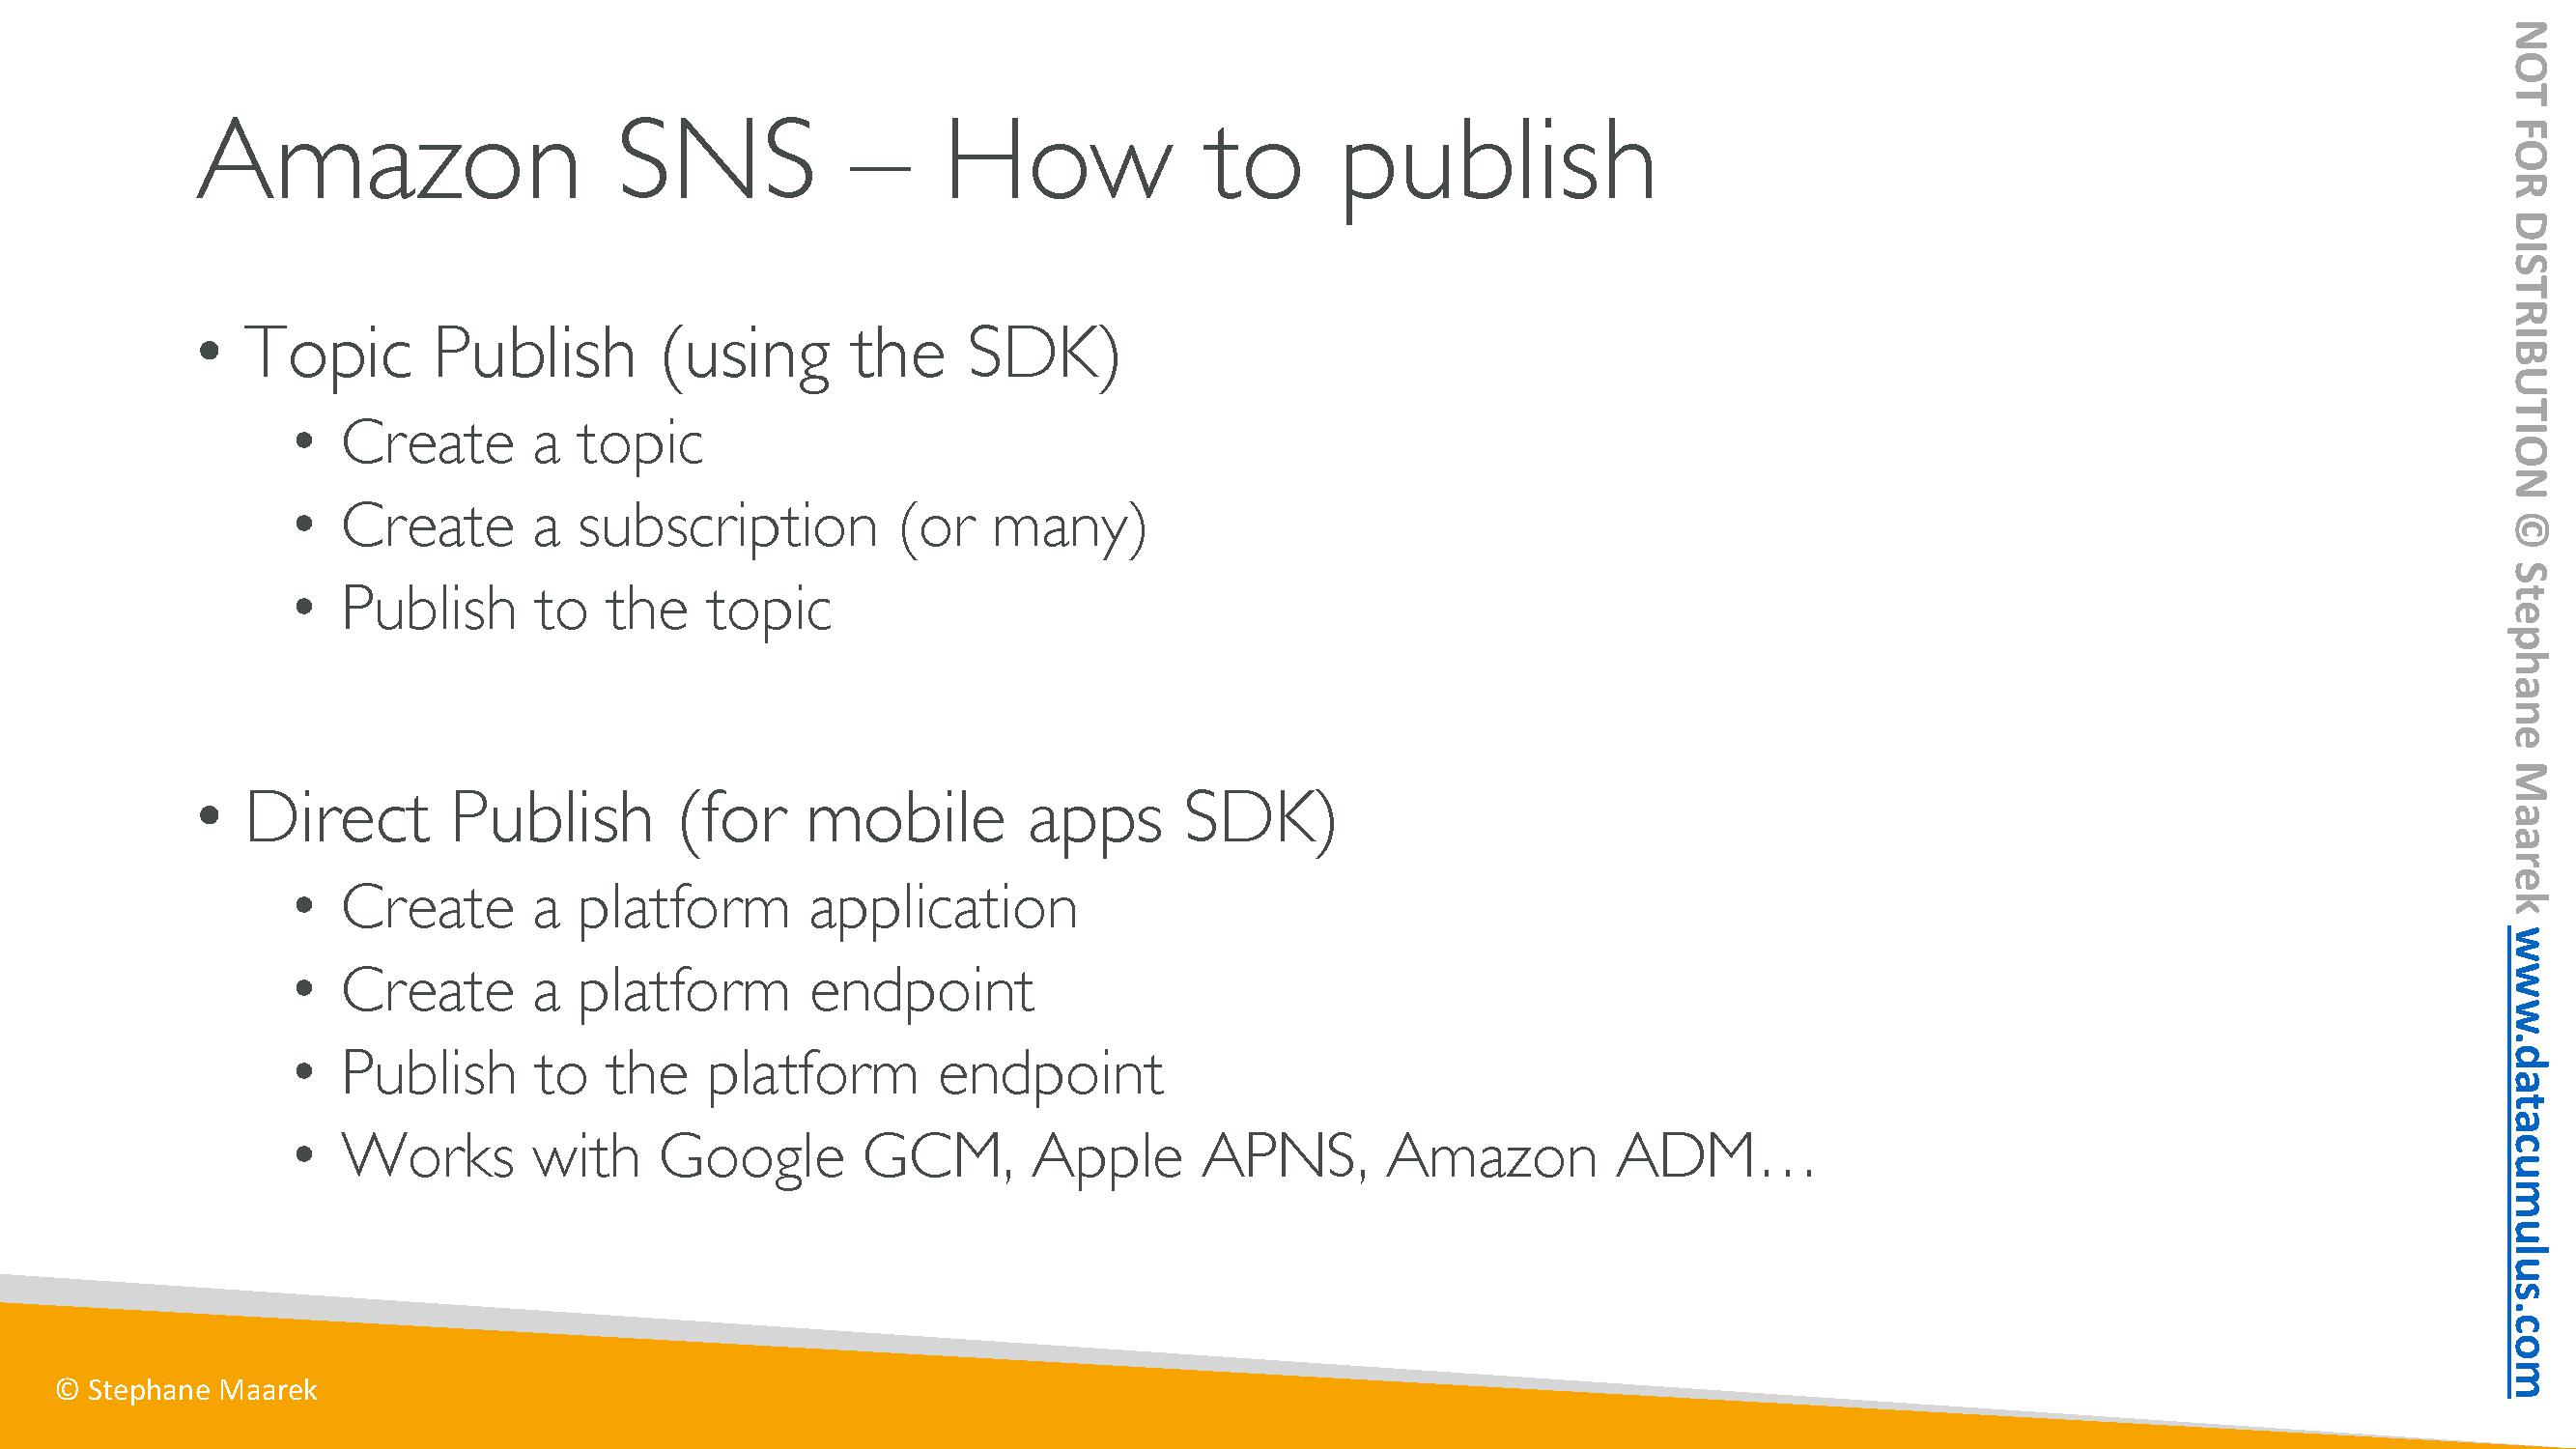 Amazon SNS – How to publish
• Topic Publish (using the SDK)
• Create a topic
• Create a subscription (or many)
• Publish to the topic
• Direct Publish (for mobile apps SDK)
• Create a platform application
• Create a platform endpoint
• Publish to the platform endpoint
• Works with Google GCM, Apple APNS, Amazon ADM…
© Stephane Maarek
NOT FOR DISTRIBUTION © Stephane Maarek www.datacumulus.com